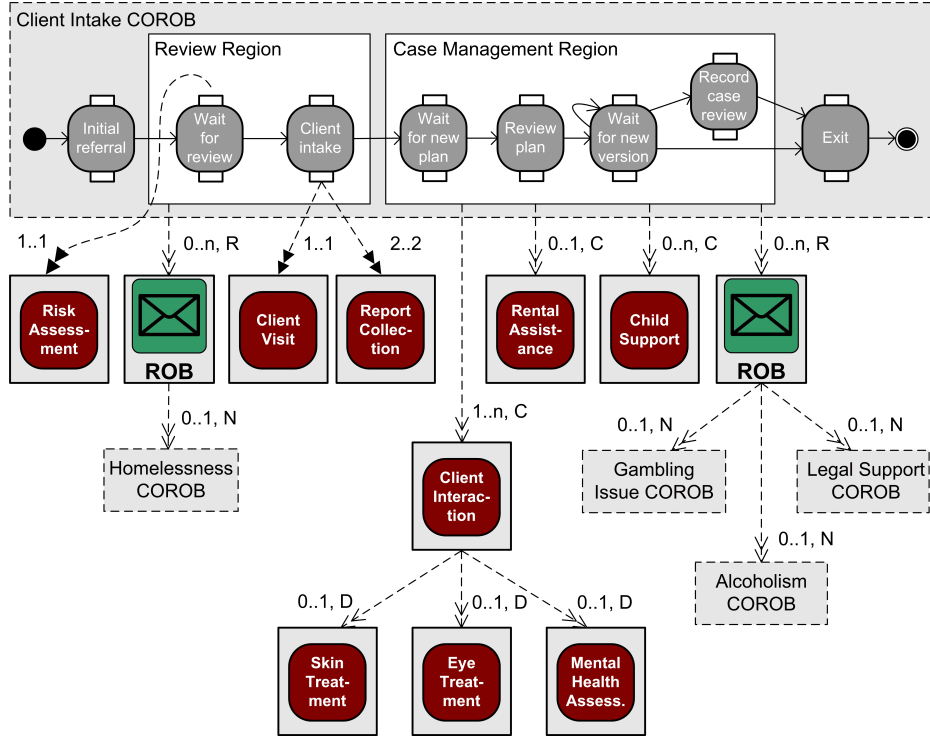 Client Intake COROB
Review Region
Case Management Region
Initial
referral
Wait
for
review
Client
intake
Wait
for new
plan
Review
plan
Wait
for new
version
Record
case
review
Exit
1..1
0..n, R
1..1
2..2
0..1, C
0..n, C
0..n, R
Risk
Assess-
ment
ROB
Client
Visit
Report
Collec-
tion
Rental
Assist-
ance
Child
Support
ROB
0..1, N
1..n, C
0..1, N
0..1, N
Homelessness
COROB
Client
Interac-
tion
Gambling
Issue COROB
Legal Support
COROB
0..1, N
Alcoholism
COROB
0..1, D
0..1, D
0..1, D
Skin
Treat-
ment
Eye
Treat-
ment
Mental
Health
Assess.